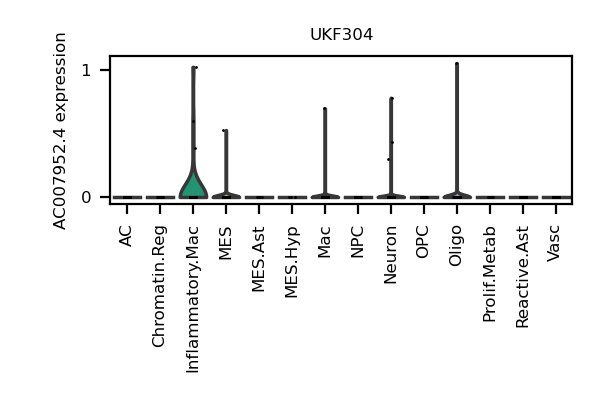 UKF304
AC007952.4 expression
1
0
AC
Chromatin.Reg
Inflammatory.Mac
MES
MES.Ast
MES.Hyp
Mac
NPC
Neuron
OPC
Oligo
Prolif.Metab
Reactive.Ast
Vasc